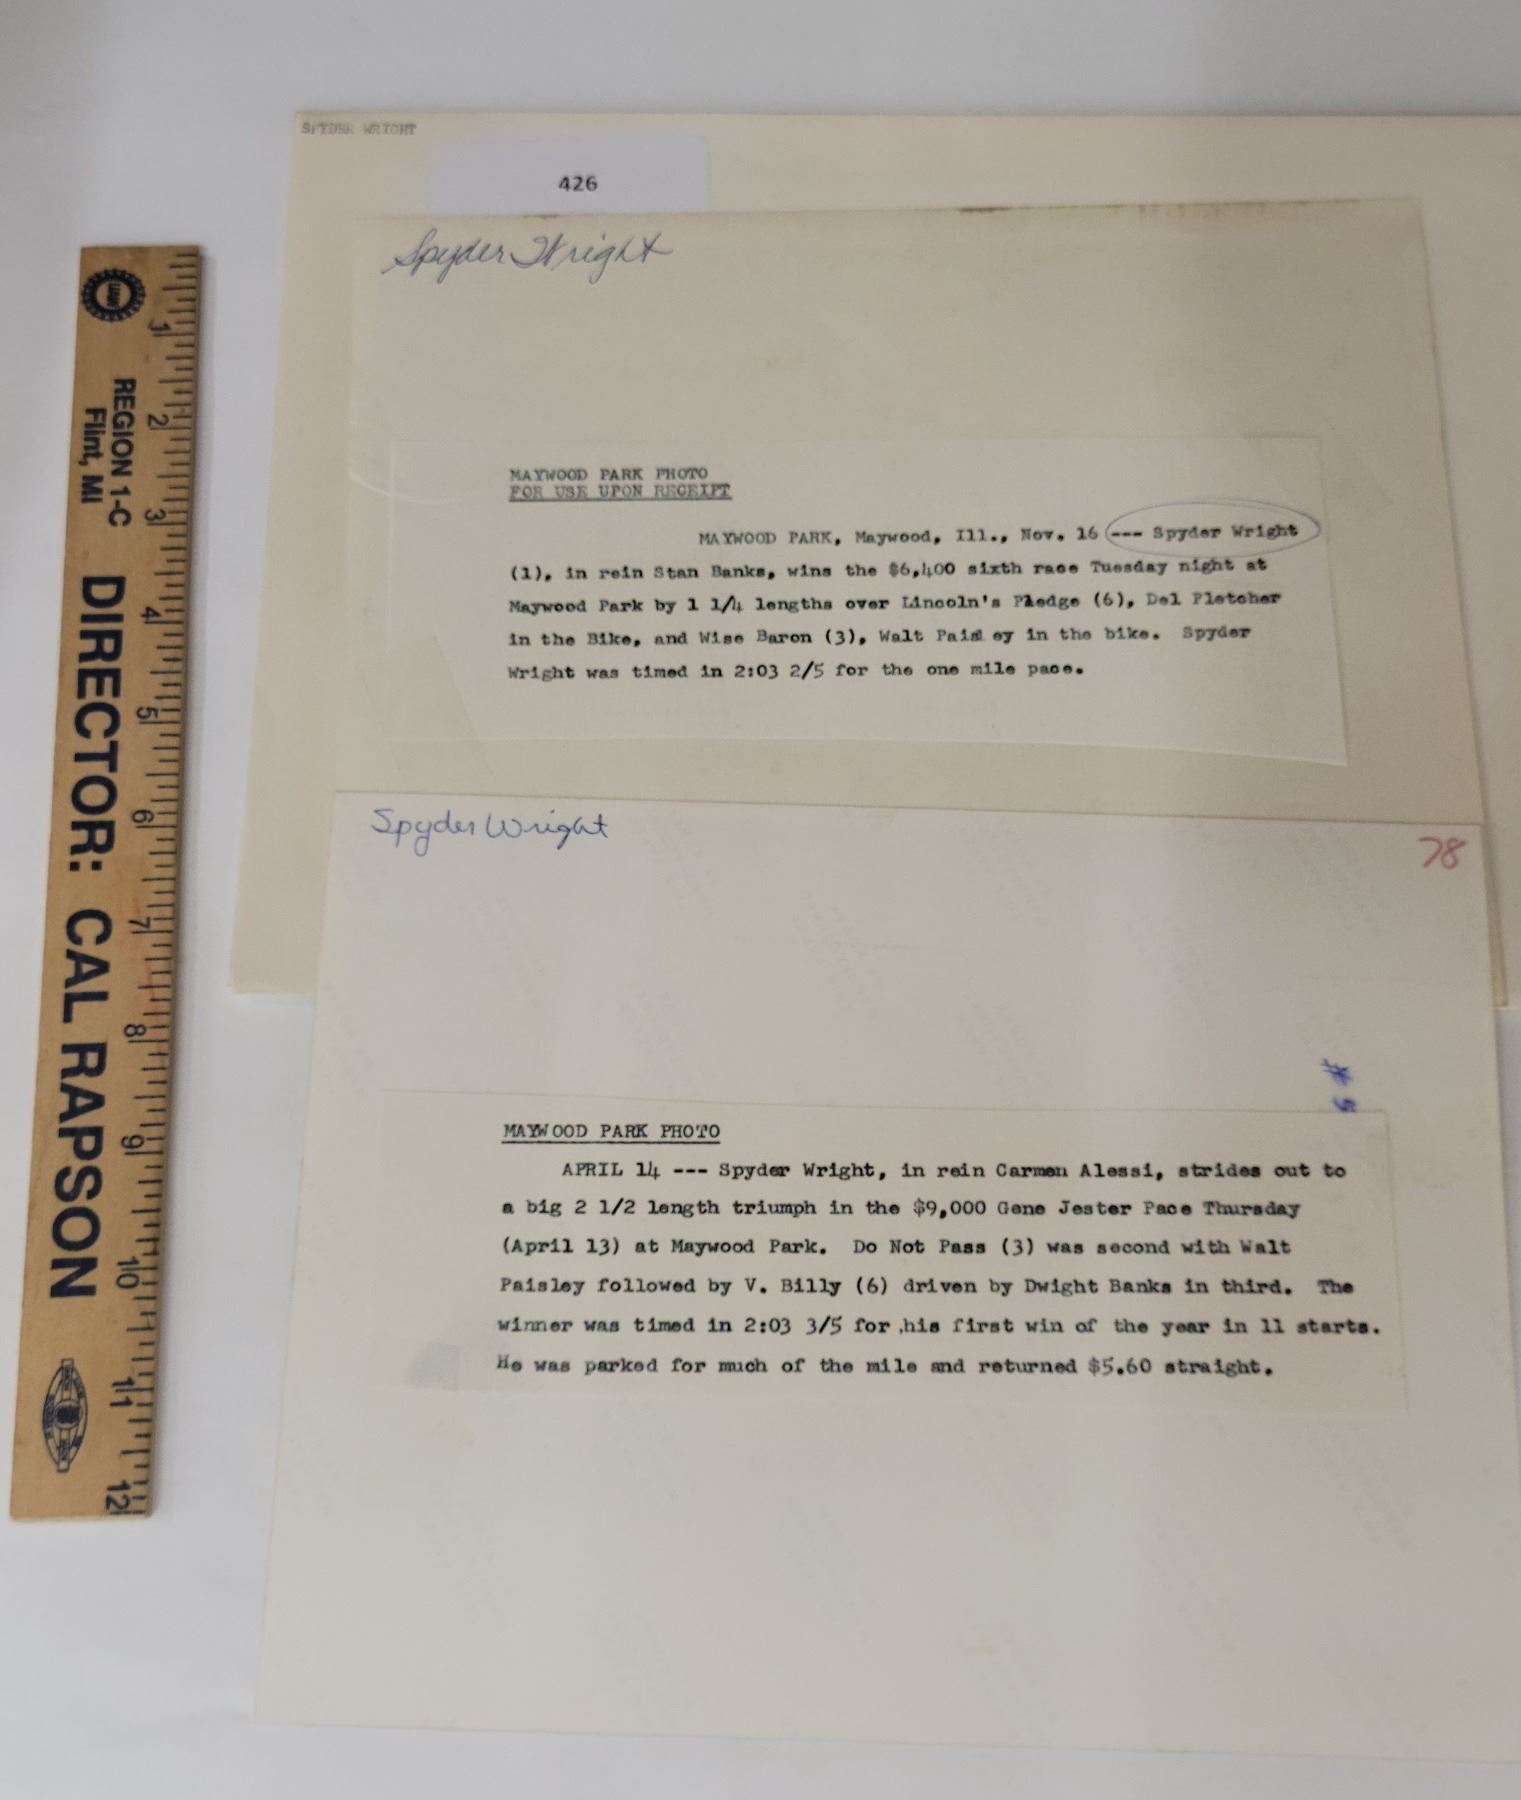 SPYDER WRIGHT
426
Spyder Wright
MAYWOOD PARK PHOTO
FOR USE UPON RECEIPT
MAYWOOD PARK, Maywood, Ill., Nov. 16 --- Spyder Wright
(1), in rein Stan Banks, wins the $6,400 sixth race Tuesday night at
Maywood Park by 1 1/4 lengths over Lincoln's Pledge (6), Del Pletcher
in the Bike, and Wise Baron (3), Walt Paisley in the bike. Spyder
Wright was timed in 2:03 2/5 for the one mile pace.
Spyder Wright
78
# 5
MAYWOOD PARK PHOTO
APRIL 14 --- Spyder Wright, in rein Carmen Alessi, strides out to
a big 2 1/2 length triumph in the $9,000 Gene Jester Pace Thursday
(April 13) at Maywood Park. Do Not Pass (3) was second with Walt
Paisley followed by V. Billy (6) driven by Dwight Banks in third. The
winner was timed in 2:03 3/5 for ,his first win of the year in 11 starts.
He was parked for much of the mile and returned $5.60 straight.
UAW
REGION 1-C
Flint, MI
DIRECTOR: CAL RAPSON
1 2 3 4 5 6 7 8 9 10 11 12